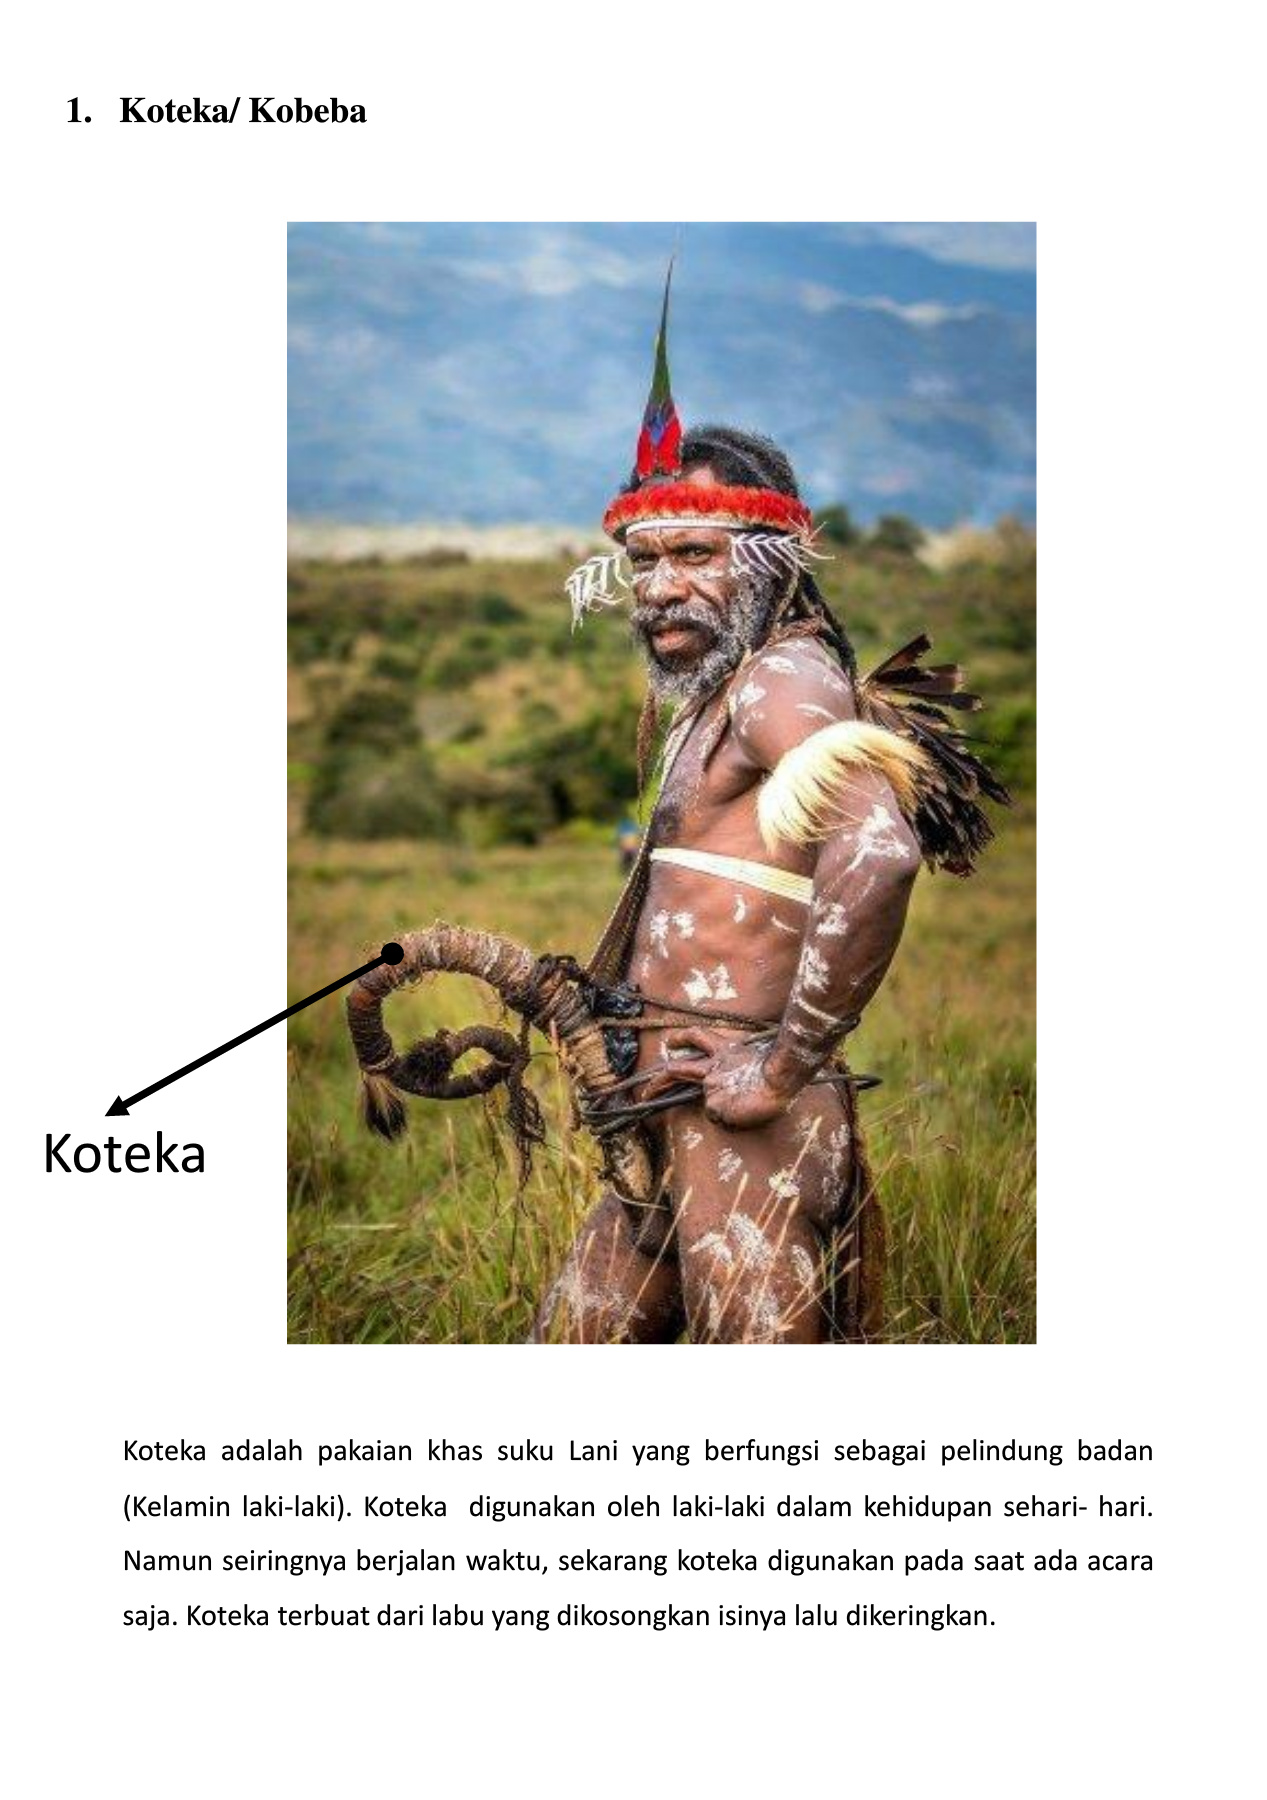 1. Koteka/ Kobeba
Koteka
Koteka adalah pakaian khas suku Lani yang berfungsi sebagai pelindung badan
(Kelamin laki-laki). Koteka digunakan oleh laki-laki dalam kehidupan sehari- hari.
Namun seiringnya berjalan waktu, sekarang koteka digunakan pada saat ada acara
saja. Koteka terbuat dari labu yang dikosongkan isinya lalu dikeringkan.